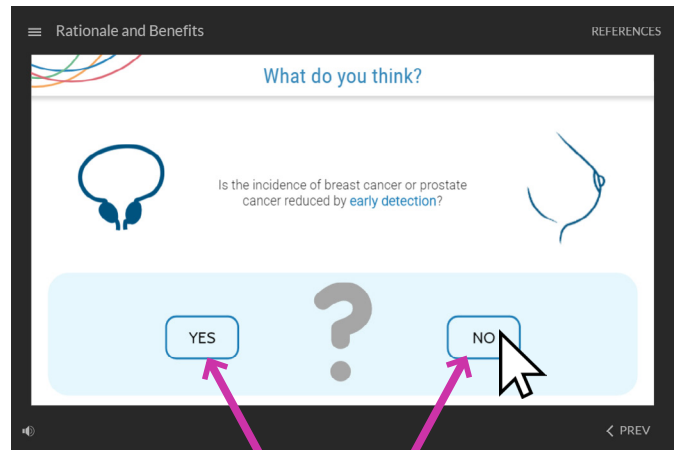 Rationale and Benefits
REFERENCES
What do you think?
Is the incidence of breast cancer or prostate
cancer reduced by early detection?
?
YES
NO
PREV